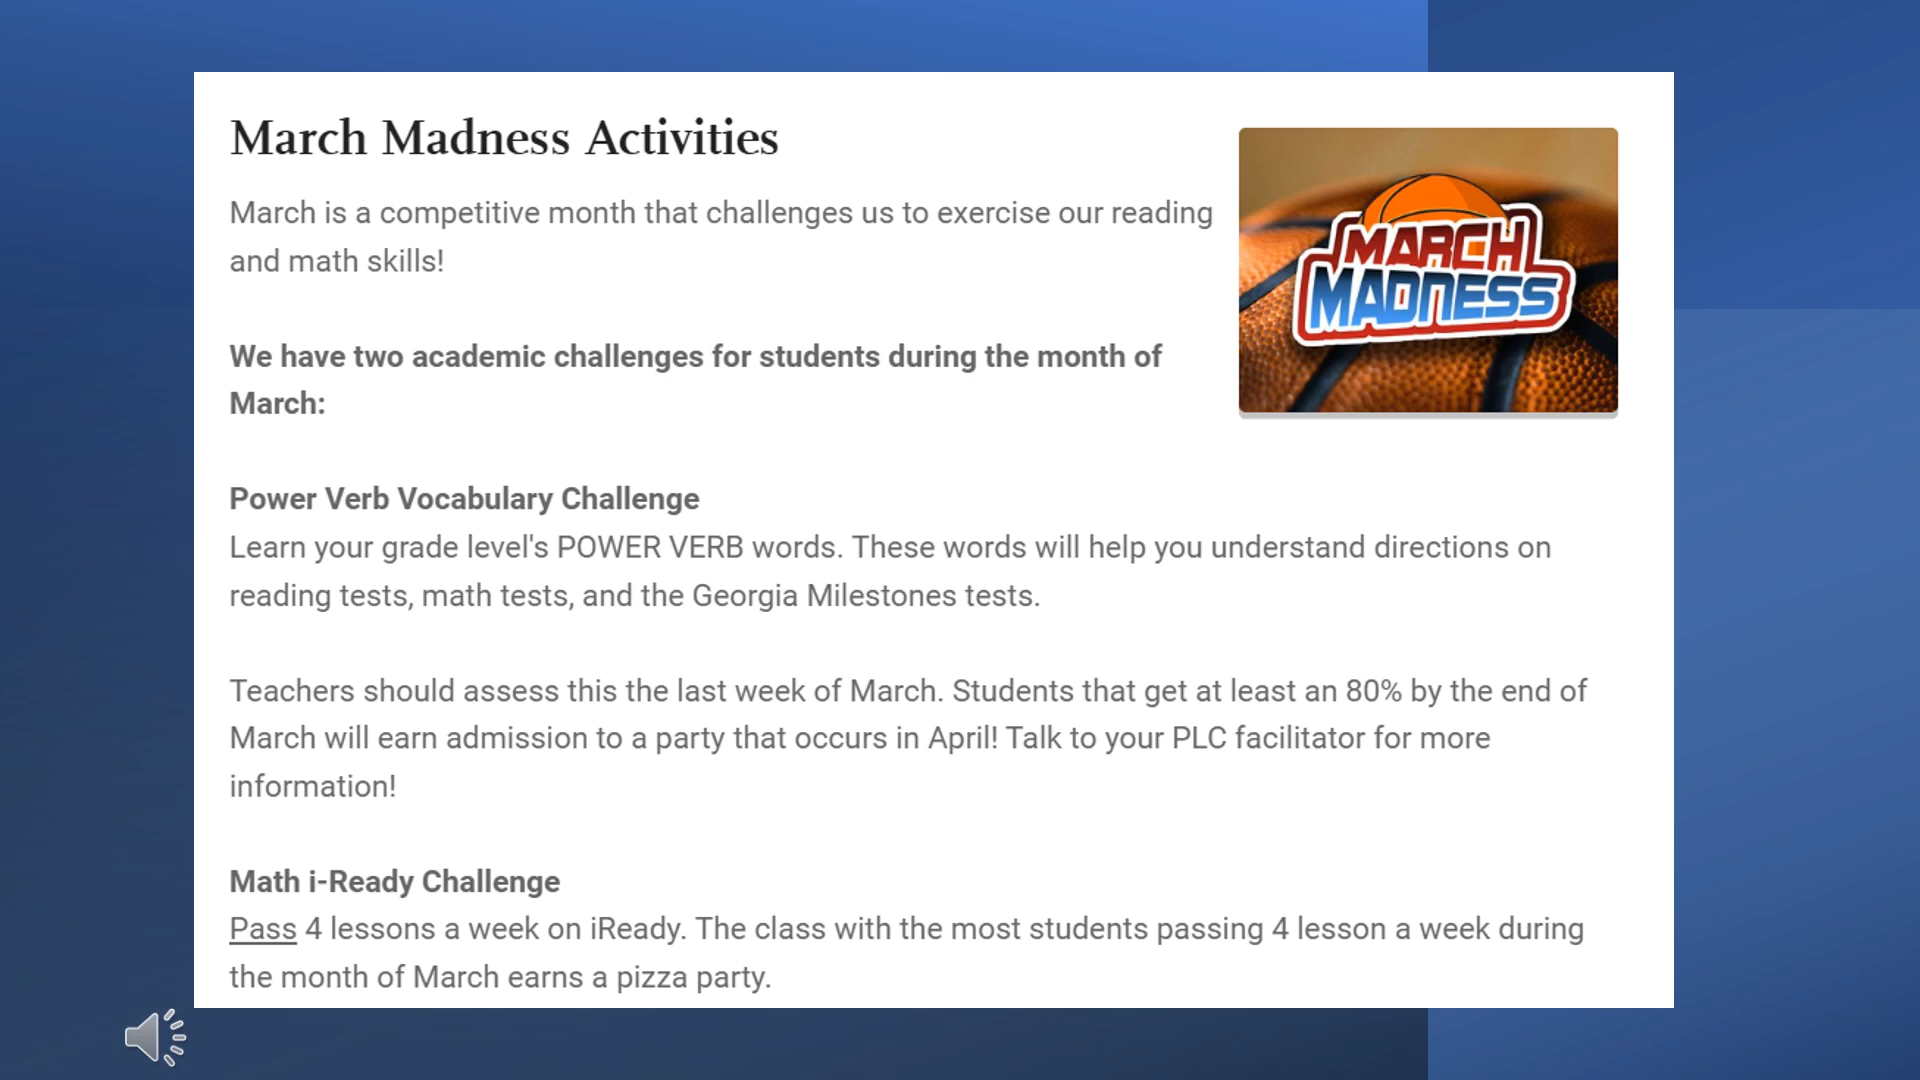 March Madness Activities
March is a competitive month that challenges us to exercise our reading
and math skills!
MARCH
MADNESS
We have two academic challenges for students during the month of
March:
Power Verb Vocabulary Challenge
Learn your grade level's POWER VERB words. These words will help you understand directions on
reading tests, math tests, and the Georgia Milestones tests.
Teachers should assess this the last week of March. Students that get at least an 80% by the end of
March will earn admission to a party that occurs in April! Talk to your PLC facilitator for more
information!
Math i-Ready Challenge
Pass 4 lessons a week on iReady. The class with the most students passing 4 lesson a week during
the month of March earns a pizza party.